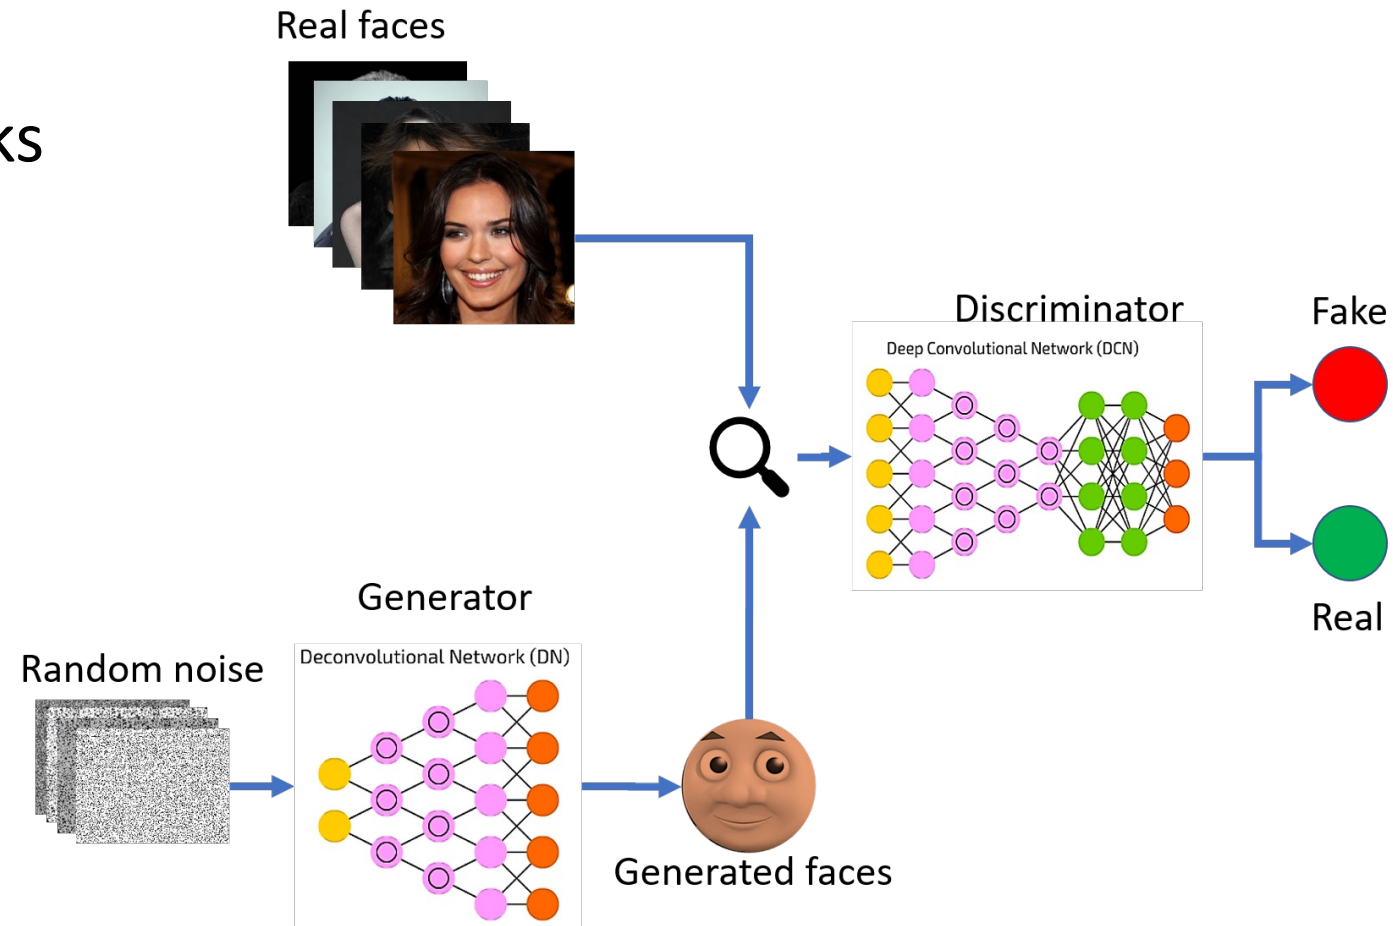 Real faces
ks
Discriminator
Fake
Deep Convolutional Network (DCN)
Generator
Real
Deconvolutional Network (DN)
Random noise
Generated faces